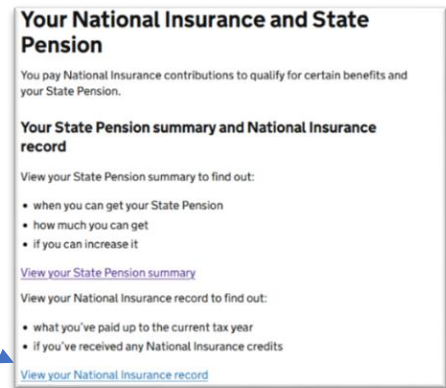 Your National Insurance and State
Pension
You pay National Insurance contributions to qualify for certain benefits and
your State Pension.
Your State Pension summary and National Insurance
record
View your State Pension summary to find out:
• when you can get your State Pension
• how much you can get
• if you can increase it
View your State Pension summary
View your National Insurance record to find out:
• what you've paid up to the current tax year
• if you've received any National Insurance credits
View your National Insurance record